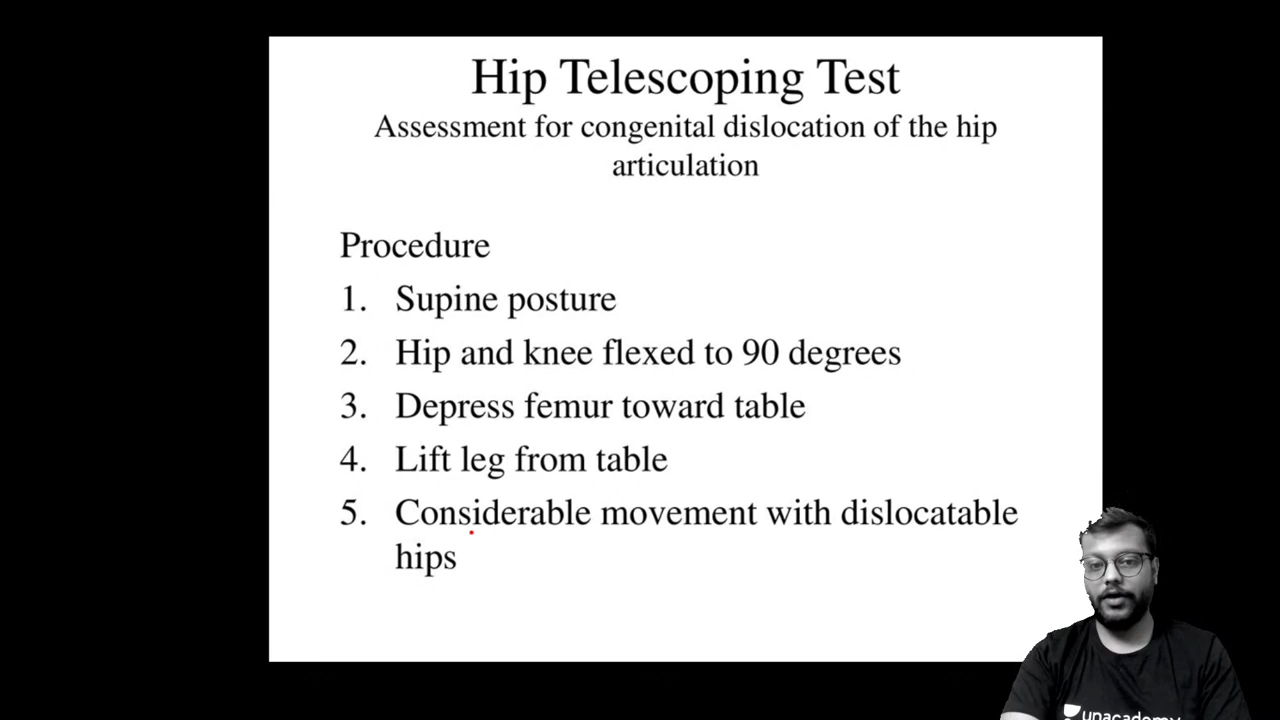 Hip Telescoping Test
Assessment for congenital dislocation of the hip
articulation
Procedure
1. Supine posture
2. Hip and knee flexed to 90 degrees
3. Depress femur toward table
4. Lift leg from table
5. Considerable movement with dislocatable
hips
unacademy